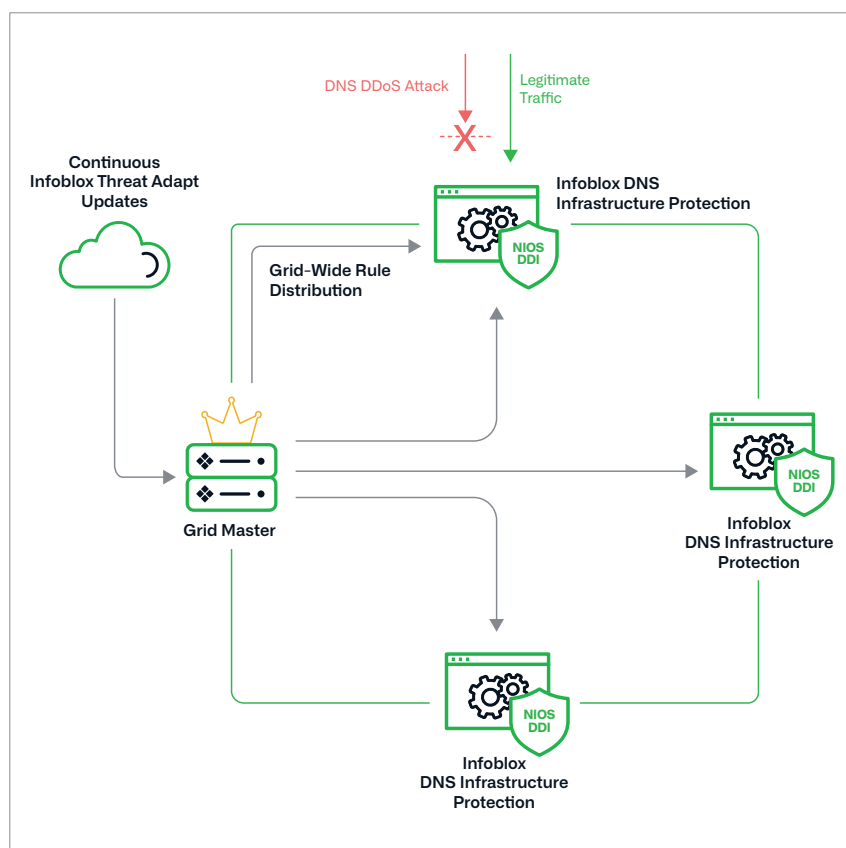 DNS DDoS Attack
Legitimate
Traffic
Continuous
Infoblox Threat Adapt
Updates
Infoblox DNS
Infrastructure Protection
NIOS
DDI
Grid-Wide Rule
Distribution
NIOS
DDI
Grid Master
Infoblox
DNS Infrastructure
Protection
NIOS
DDI
Infoblox
DNS Infrastructure
Protection